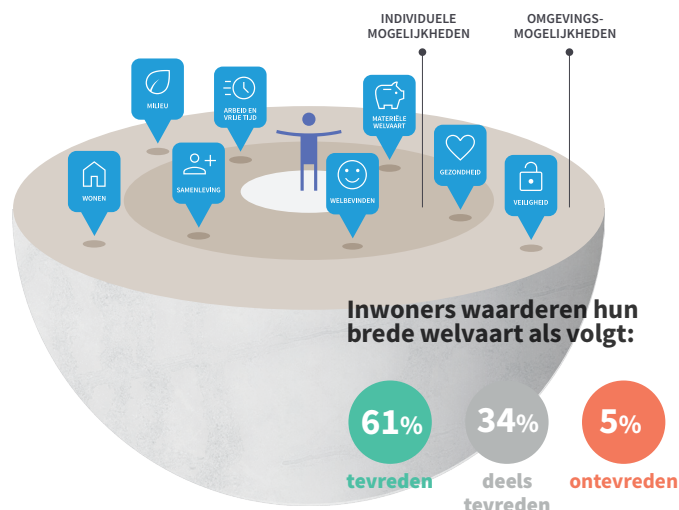 INDIVIDUELE
MOGELIJKHEDEN
OMGEVINGS-
MOGELIJKHEDEN
MILIEU
ARBEID EN
VRIJE TIJD
MATERIËLE
WELVAART
GEZONDHEID
WONEN
SAMENLEVING
WELBEVINDEN
VEILIGHEID
Inwoners waarderen hun
brede welvaart als volgt:
61%
34%
5%
tevreden
deels
tevreden
ontevreden